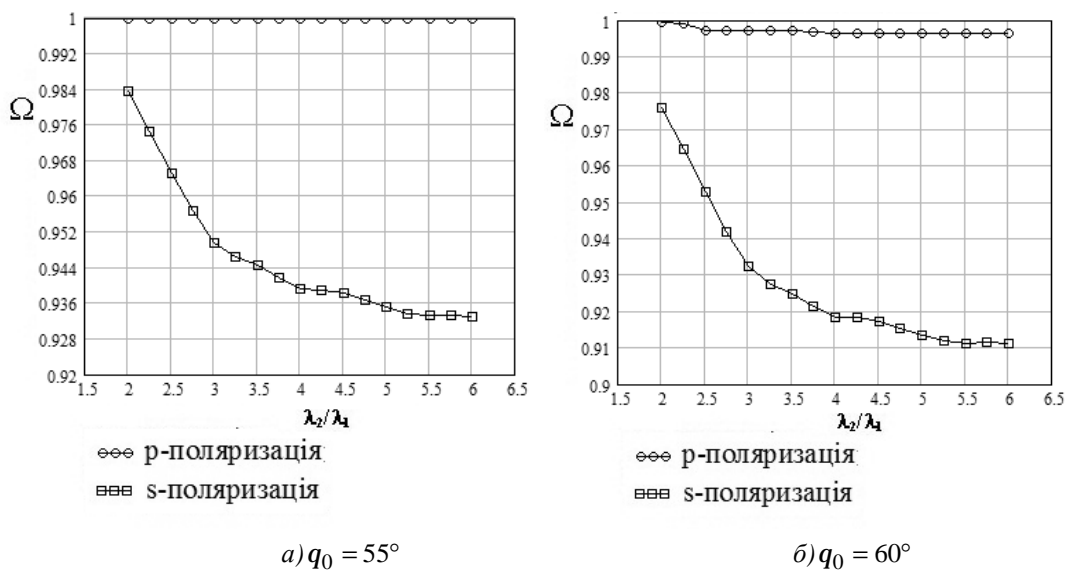 1
0.992
0.984
0.976
0.968
0.96
0.952
0.944
0.936
0.928
0.92
Ω
1.5 2 2.5 3 3.5 4 4.5 5 5.5 6 6.5
λ₂/λ₁
p-поляризація
s-поляризація
а) q₀ = 55°
1
0.99
0.98
0.97
0.96
0.95
0.94
0.93
0.92
0.91
0.9
Ω
1.5 2 2.5 3 3.5 4 4.5 5 5.5 6 6.5
λ₂/λ₁
p-поляризація
s-поляризація
б) q₀ = 60°